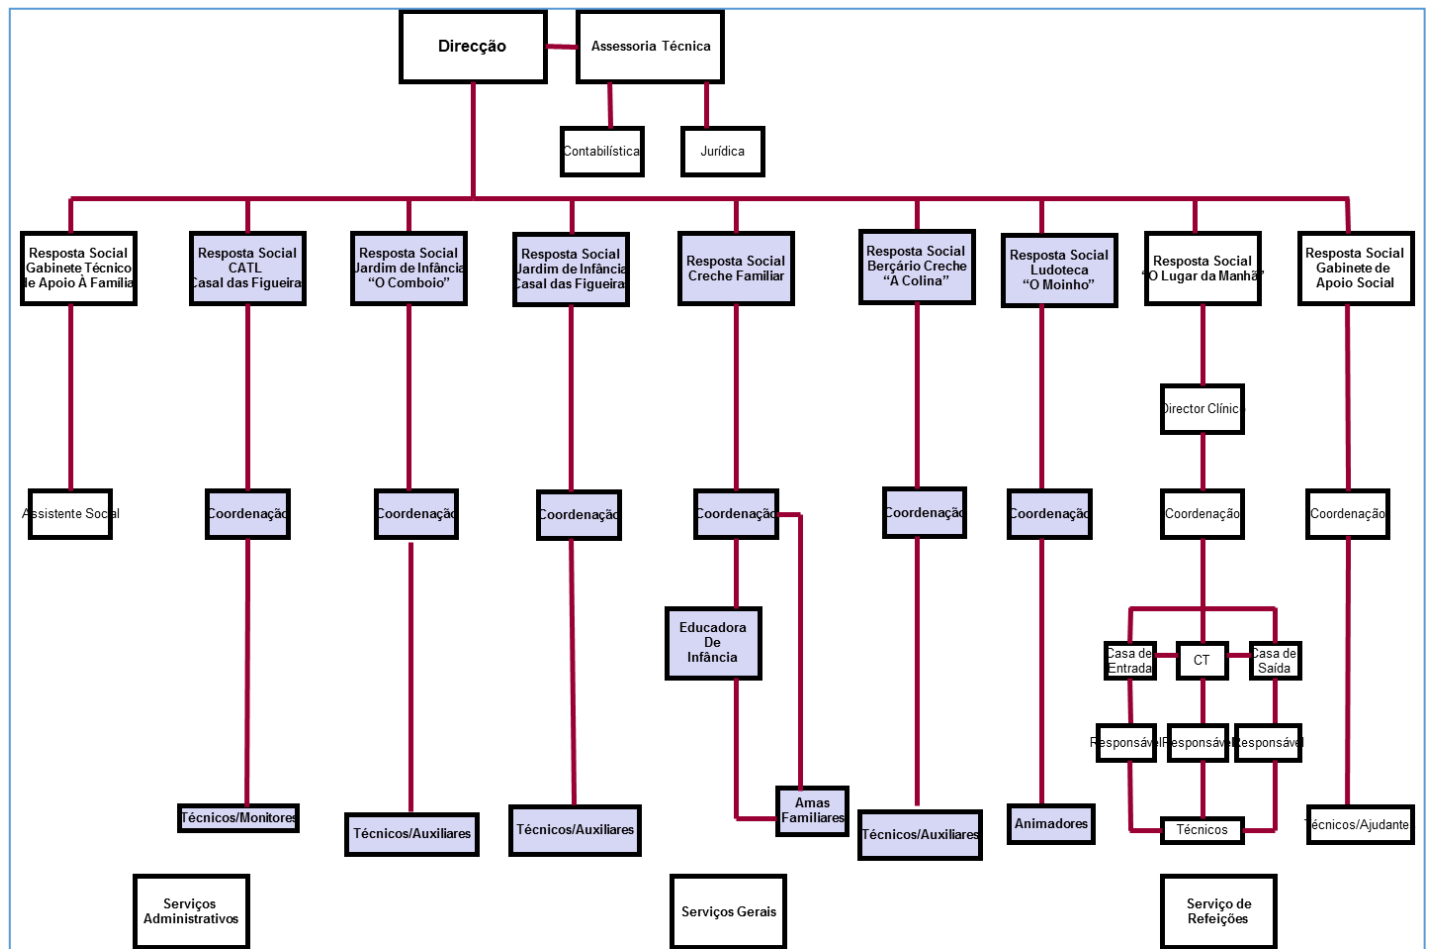 Direcção
Assessoria Técnica
Contabilística
Jurídica
Resposta Social
Gabinete Técnico
de Apoio À Família
Resposta Social
CATL
Casal das Figueiras
Resposta Social
Jardim de Infância
“O Comboio”
Resposta Social
Jardim de Infância
Casal das Figueiras
Resposta Social
Creche Familiar
Resposta Social
Berçário Creche
“A Colina”
Resposta Social
Ludoteca
“O Moinho”
Resposta Social
“O Lugar da Manhã”
Resposta Social
Gabinete de
Apoio Social
Director Clínico
Assistente Social
Coordenação
Coordenação
Coordenação
Coordenação
Coordenação
Coordenação
Coordenação
Coordenação
Educadora
De
Infância
Casa de
Entrada
CT
Casa de
Saída
Responsável
Responsável
Responsável
Técnicos/Monitores
Técnicos/Auxiliares
Técnicos/Auxiliares
Amas
Familiares
Técnicos/Auxiliares
Animadores
Técnicos
Técnicos/Ajudante
Serviços
Administrativos
Serviços Gerais
Serviço de
Refeições